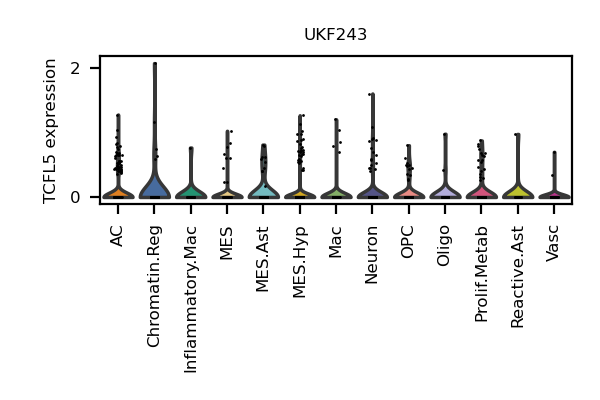 UKF243
TCFL5 expression
2
0
AC
Chromatin.Reg
Inflammatory.Mac
MES
MES.Ast
MES.Hyp
Mac
Neuron
OPC
Oligo
Prolif.Metab
Reactive.Ast
Vasc